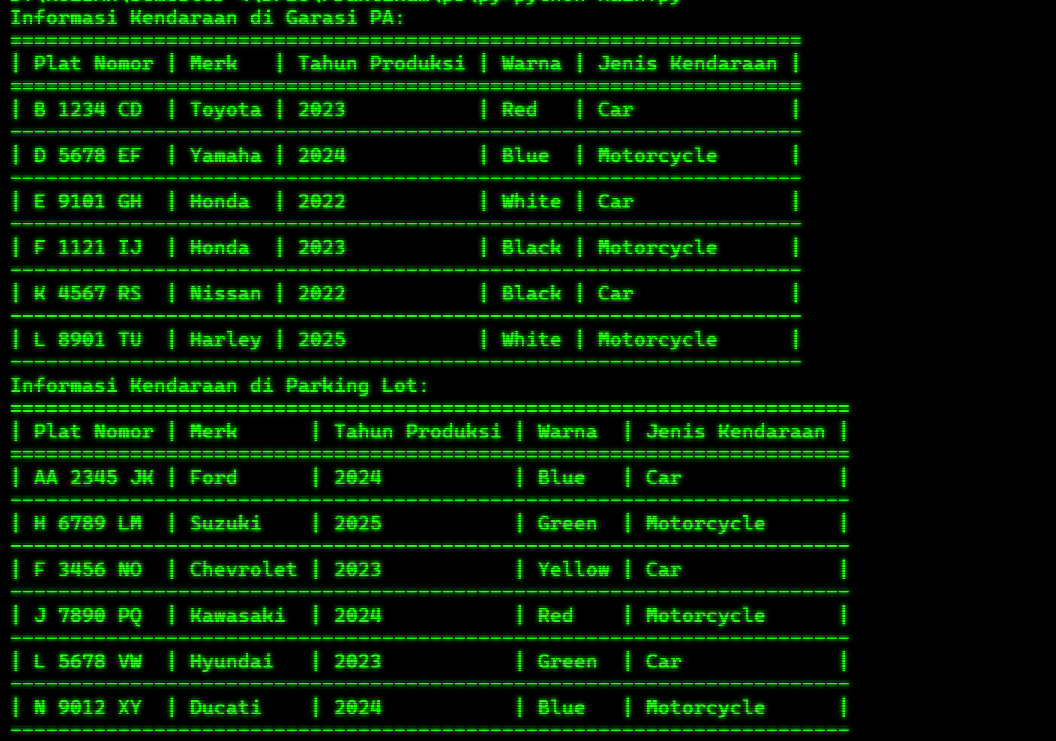 Informasi Kendaraan di Garasi PA:
==================================================================
| Plat Nomor | Merk   | Tahun Produksi | Warna | Jenis Kendaraan |
==================================================================
| B 1234 CD  | Toyota | 2023           | Red   | Car             |
------------------------------------------------------------------
| D 5678 EF  | Yamaha | 2024           | Blue  | Motorcycle      |
------------------------------------------------------------------
| E 9101 GH  | Honda  | 2022           | White | Car             |
------------------------------------------------------------------
| F 1121 IJ  | Honda  | 2023           | Black | Motorcycle      |
------------------------------------------------------------------
| K 4567 RS  | Nissan | 2022           | Black | Car             |
------------------------------------------------------------------
| L 8901 TU  | Harley | 2025           | White | Motorcycle      |
------------------------------------------------------------------
Informasi Kendaraan di Parking Lot:
======================================================================
| Plat Nomor | Merk      | Tahun Produksi | Warna  | Jenis Kendaraan |
======================================================================
| AA 2345 JK | Ford      | 2024           | Blue   | Car             |
----------------------------------------------------------------------
| H 6789 LM  | Suzuki    | 2025           | Green  | Motorcycle      |
----------------------------------------------------------------------
| F 3456 NO  | Chevrolet | 2023           | Yellow | Car             |
----------------------------------------------------------------------
| J 7890 PQ  | Kawasaki  | 2024           | Red    | Motorcycle      |
----------------------------------------------------------------------
| L 5678 VW  | Hyundai   | 2023           | Green  | Car             |
----------------------------------------------------------------------
| N 9012 XY  | Ducati    | 2024           | Blue   | Motorcycle      |
----------------------------------------------------------------------